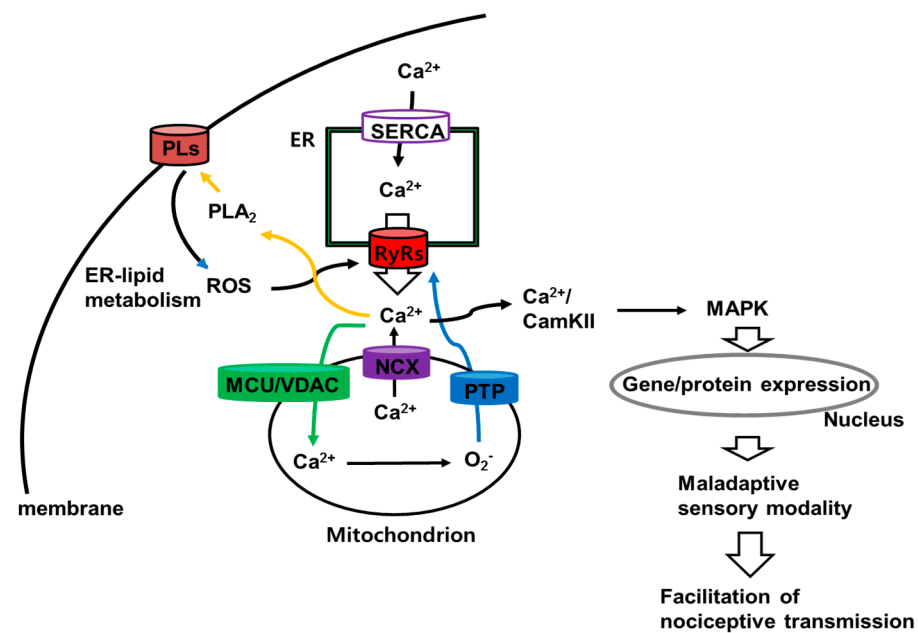 Ca²⁺
SERCA
ER
PLs
Ca²⁺
PLA₂
RyRs
ER-lipid
metabolism
ROS
Ca²⁺
Ca²⁺/
CamKII
MAPK
NCX
MCU/VDAC
PTP
Gene/protein expression
Ca²⁺
Nucleus
Ca²⁺
O₂⁻
Maladaptive
sensory modality
membrane
Mitochondrion
Facilitation of
nociceptive transmission